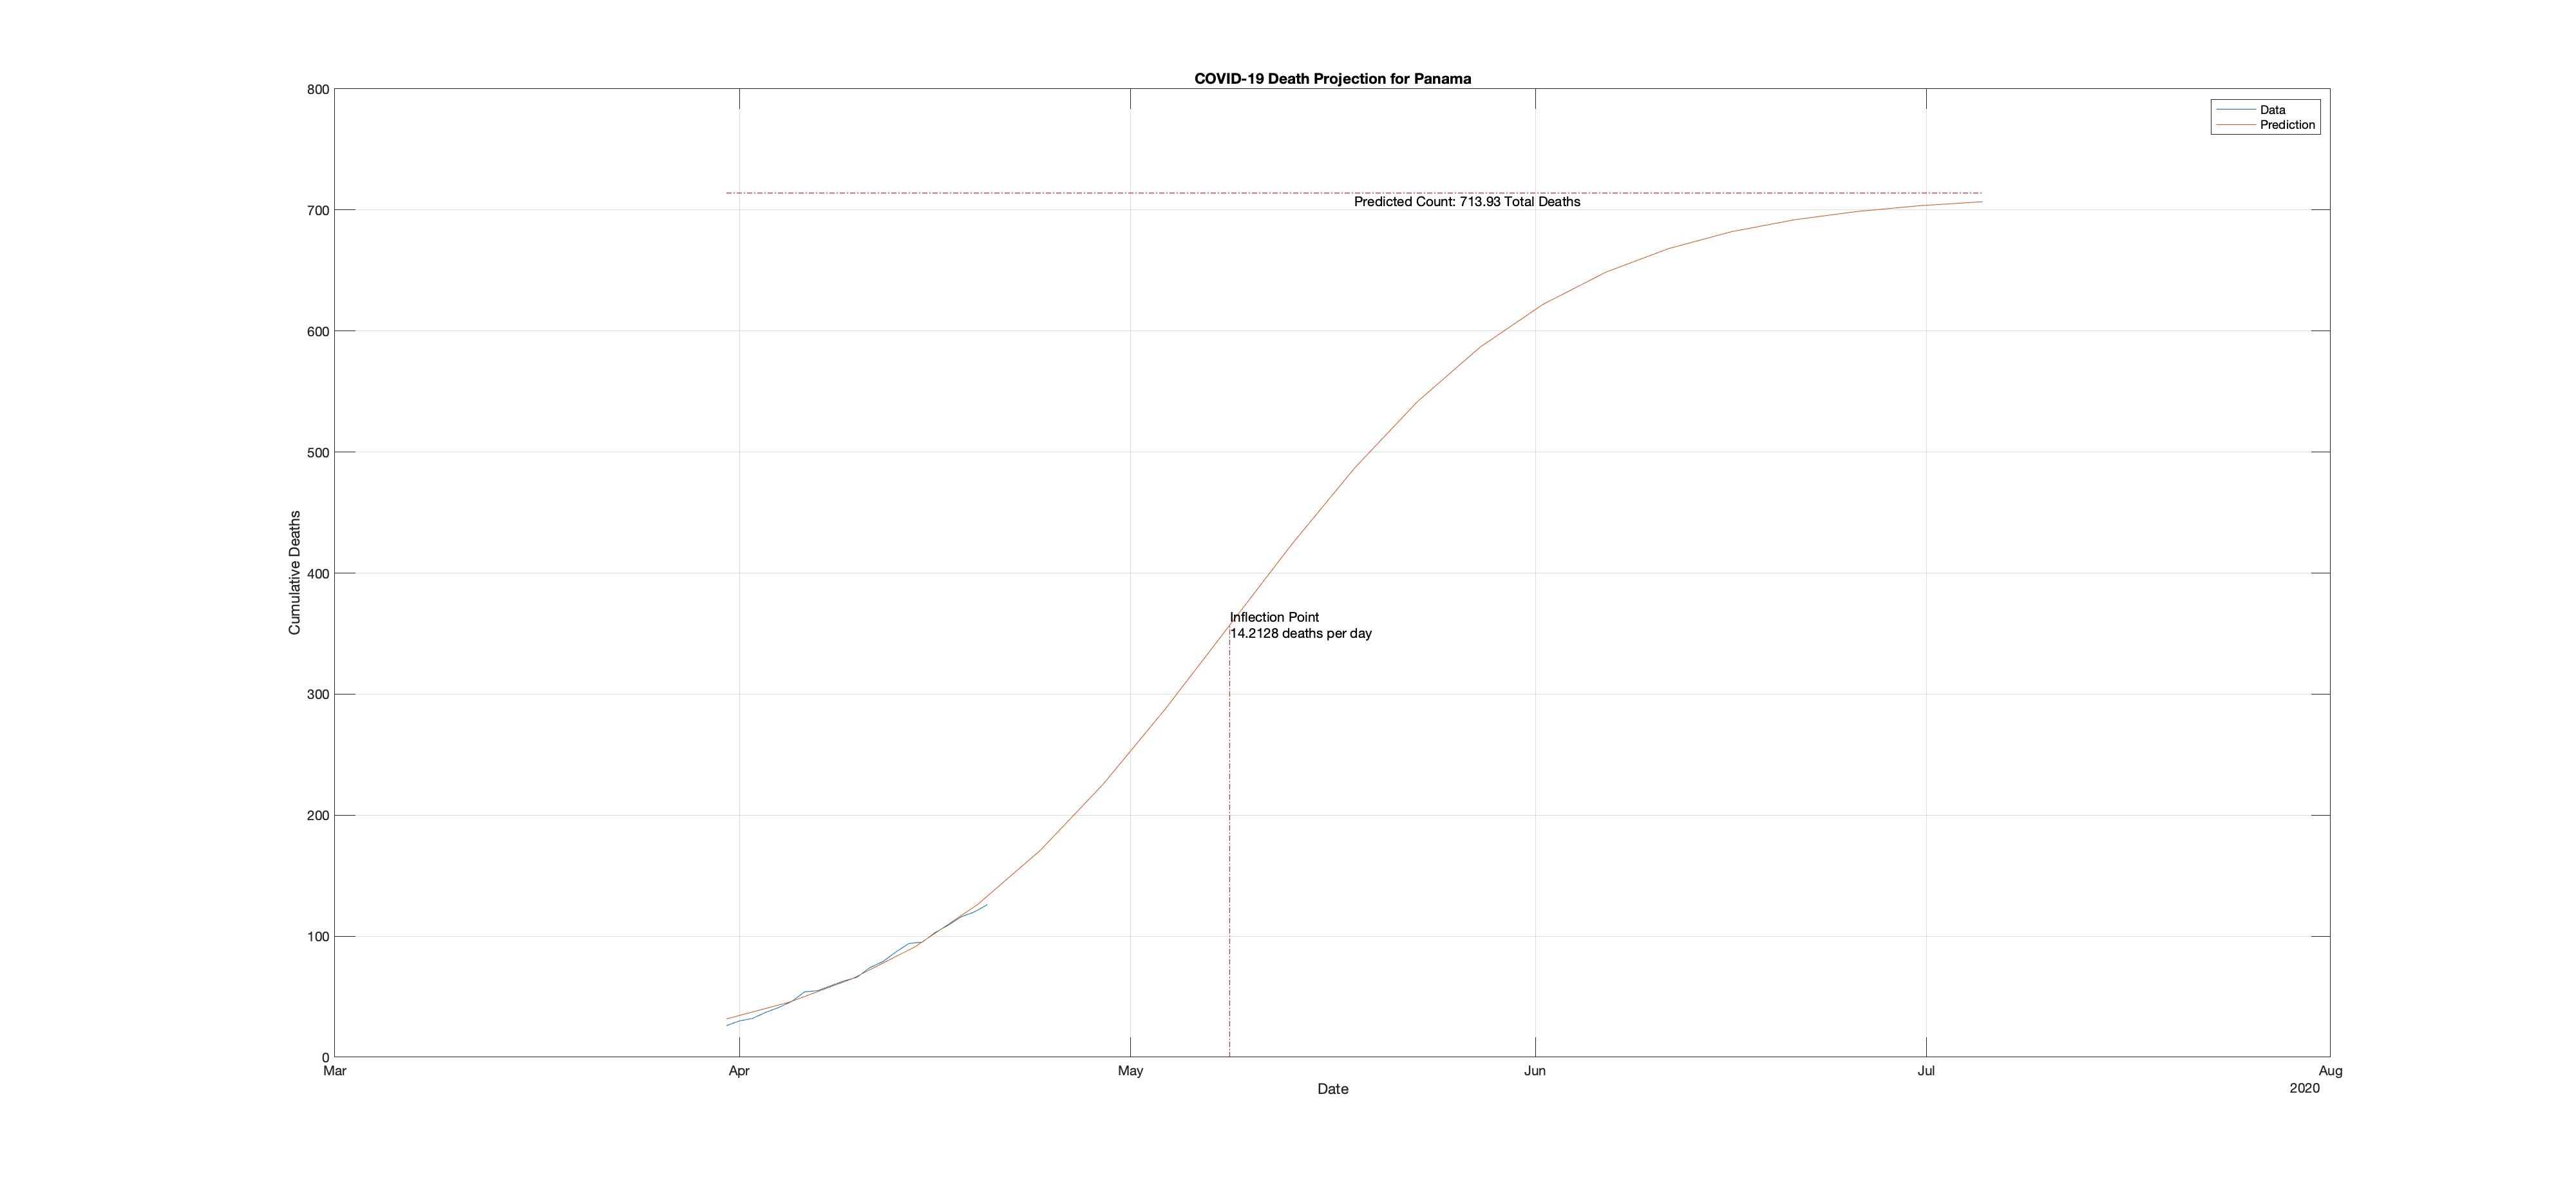 COVID-19 Death Projection for Panama
800
700
600
500
400
300
200
100
0
Cumulative Deaths
Data
Prediction
Predicted Count: 713.93 Total Deaths
Inflection Point
14.2128 deaths per day
Mar
Apr
May
Jun
Jul
Aug
Date
2020